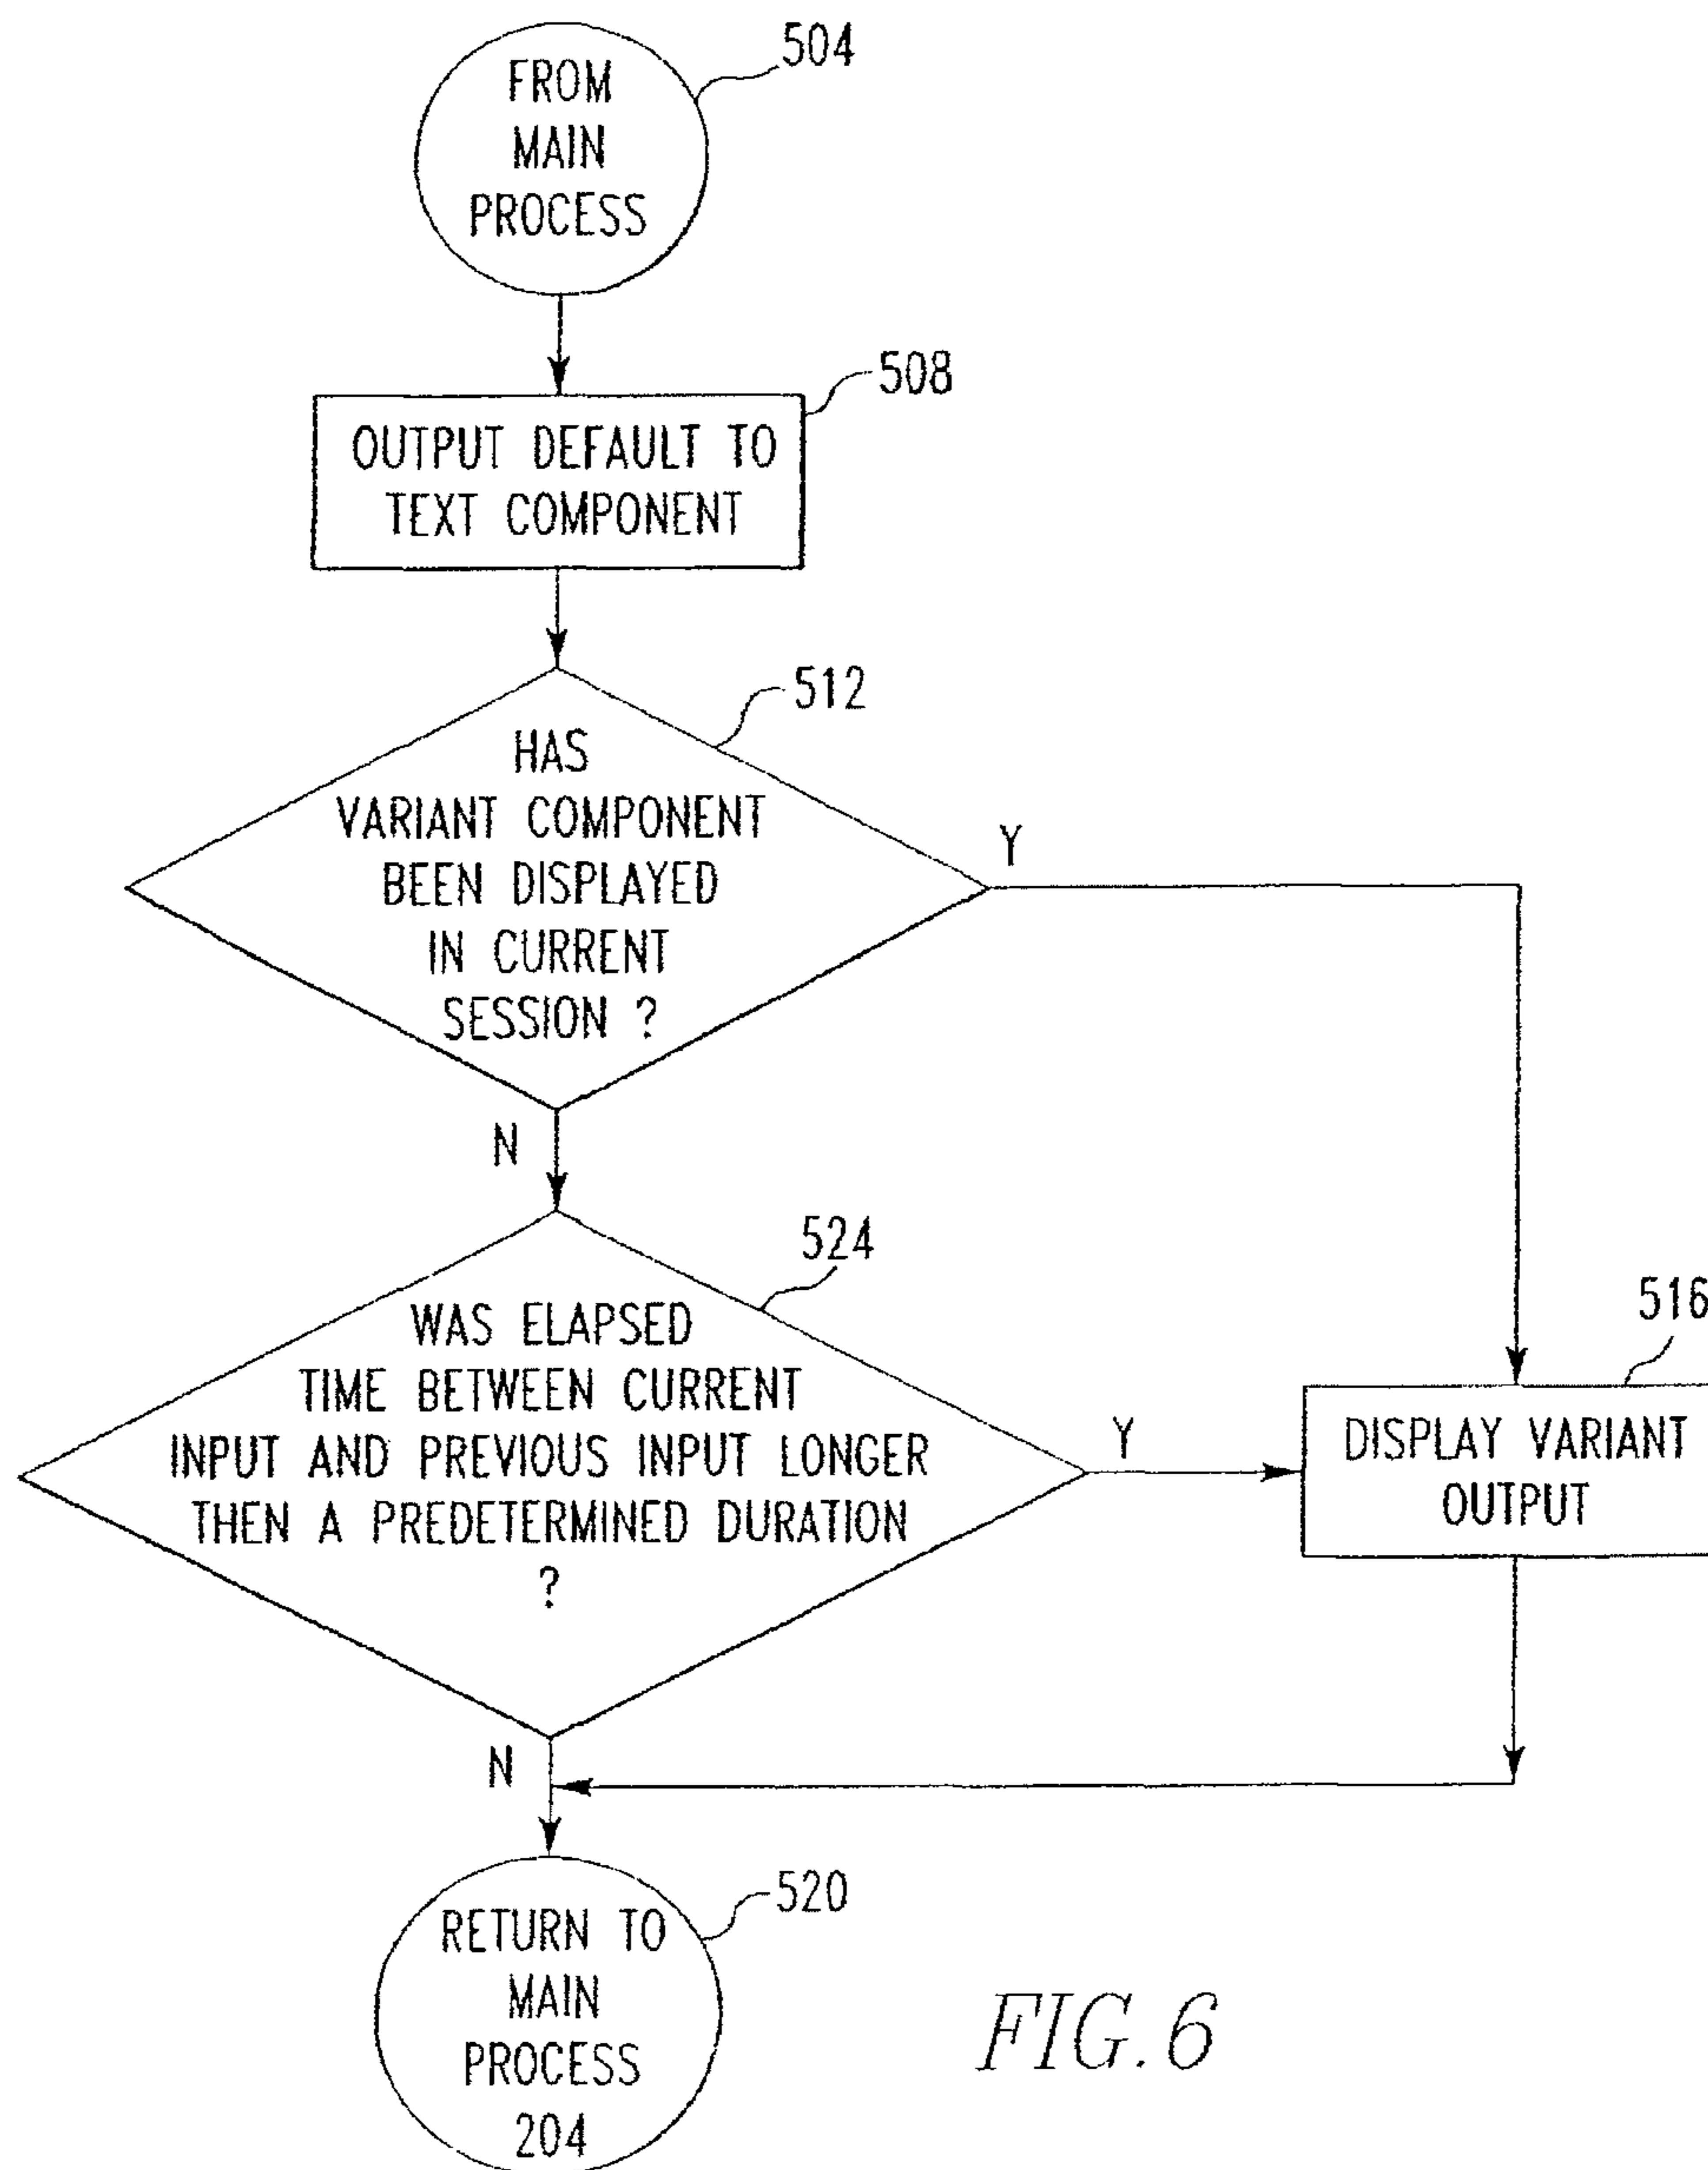 504
FROM
MAIN
PROCESS
508
OUTPUT DEFAULT TO
TEXT COMPONENT
512
HAS
VARIANT COMPONENT
BEEN DISPLAYED
IN CURRENT
SESSION ?
Y
N
524
WAS ELAPSED
TIME BETWEEN CURRENT
INPUT AND PREVIOUS INPUT LONGER
THEN A PREDETERMINED DURATION
?
Y
516
DISPLAY VARIANT
OUTPUT
N
520
RETURN TO
MAIN
PROCESS
204
FIG. 6